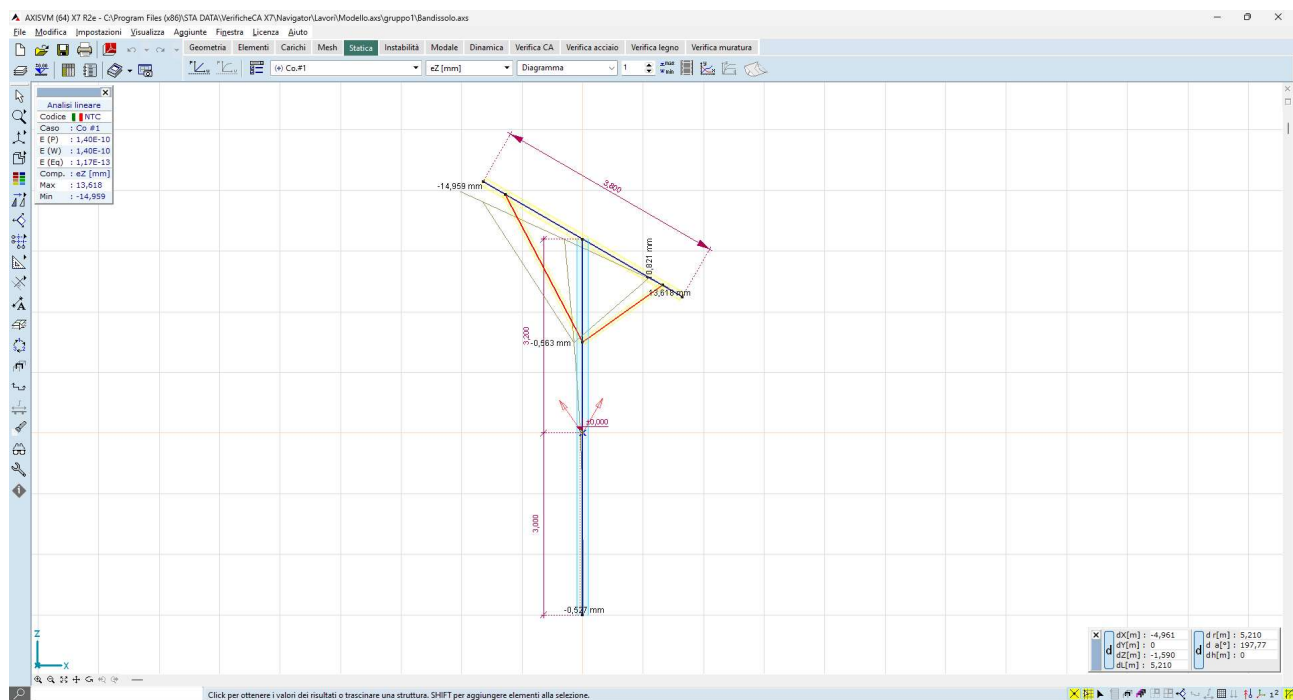 AXISVM (64) X7 R2e - C:\Program Files (x86)\STA DATA\VerificheCA X7\Navigator\Lavori\Modello.axs\gruppo1\Bandissolo.axs
File Modifica Impostazioni Visualizza Aggiunte Finestra Licenza Aiuto
Geometria Elementi Carichi Mesh Statica Instabilità Modale Dinamica Verifica CA Verifica acciaio Verifica legno Verifica muratura
(+) Co.#1 eZ [mm] Diagramma 1
Analisi lineare
Codice NTC
Caso : Co #1
E (P) : 1,40E-10
E (W) : 1,40E-10
E (Eq) : 1,17E-13
Comp. : eZ [mm]
Max : 13,618
Min : -14,959
-14,959 mm
3,800
13,618 mm
3,200
-0,563 mm
±0,000
3,000
-0,527 mm
Z
X
dX[m] : -4,961
dY[m] : 0
dZ[m] : -1,590
dL[m] : 5,210
d
d r[m] : 5,210
d a[°] : 197,77
dh[m] : 0
d
Click per ottenere i valori dei risultati o trascinare una struttura. SHIFT per aggiungere elementi alla selezione.